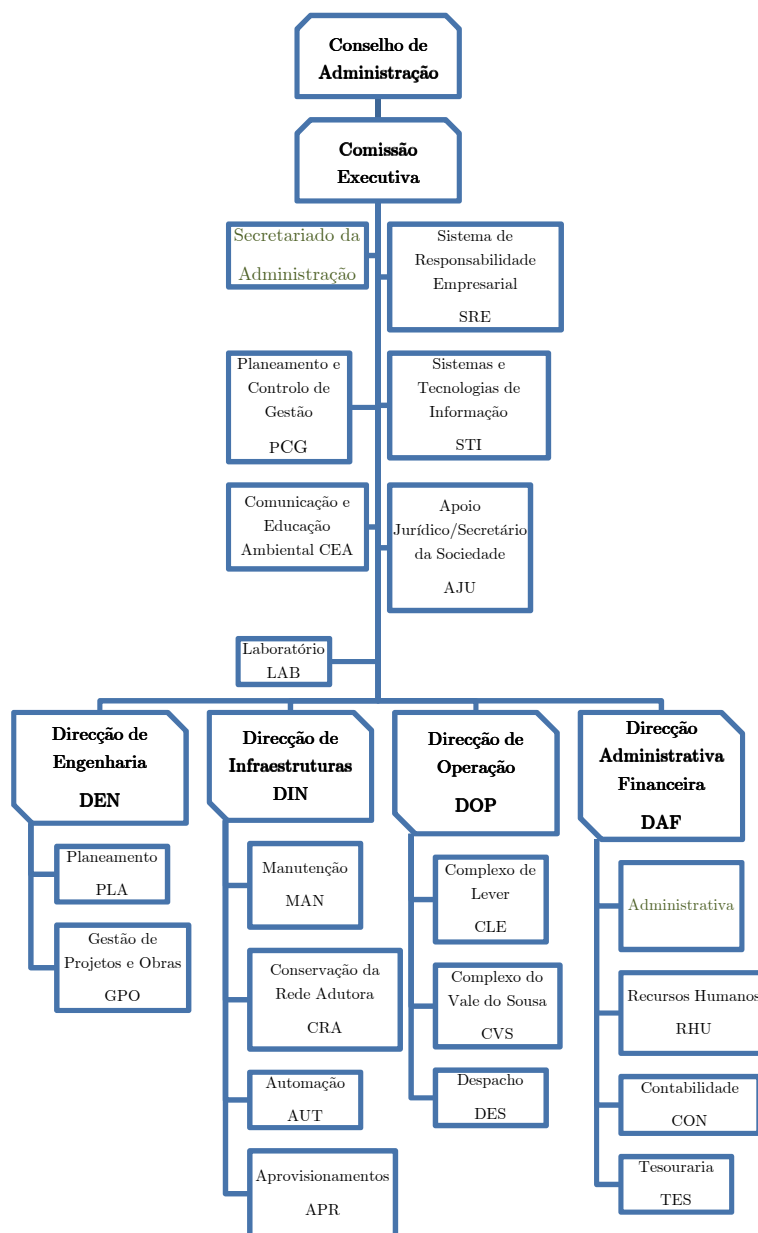 Conselho de
Administração
Comissão
Executiva
Secretariado da
Administração
Sistema de
Responsabilidade
Empresarial
SRE
Planeamento e
Controlo de
Gestão
PCG
Sistemas e
Tecnologias de
Informação
STI
Comunicação e
Educação
Ambiental CEA
Apoio
Jurídico/Secretário
da Sociedade
AJU
Laboratório
LAB
Direcção de
Engenharia
DEN
Planeamento
PLA
Gestão de
Projetos e Obras
GPO
Direcção de
Infraestruturas
DIN
Manutenção
MAN
Conservação da
Rede Adutora
CRA
Automação
AUT
Aprovisionamentos
APR
Direcção de
Operação
DOP
Complexo de
Lever
CLE
Complexo do
Vale do Sousa
CVS
Despacho
DES
Direcção
Administrativa
Financeira
DAF
Administrativa
Recursos Humanos
RHU
Contabilidade
CON
Tesouraria
TES